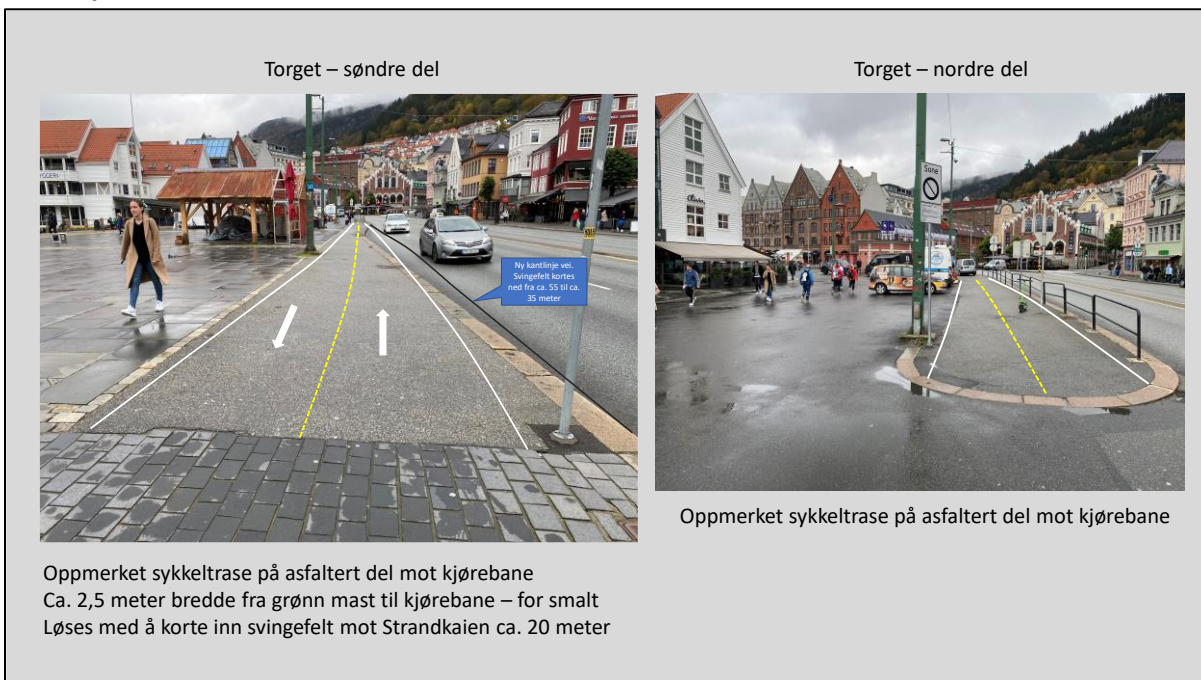 Torget – søndre del
Ny kantlinje vei.
Svingefelt kortes
ned fra ca. 55 til ca.
35 meter
Oppmerket sykkeltrase på asfaltert del mot kjørebane
Ca. 2,5 meter bredde fra grønn mast til kjørebane – for smalt
Løses med å korte inn svingefelt mot Strandkaien ca. 20 meter
Torget – nordre del
Sone
Oppmerket sykkeltrase på asfaltert del mot kjørebane